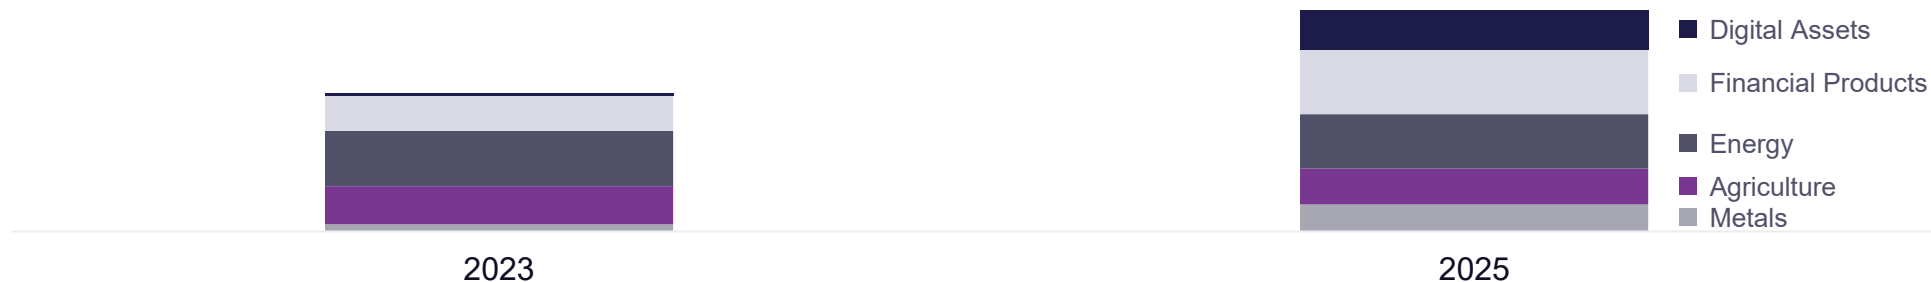 Digital Assets
Financial Products
Energy
Agriculture
Metals
2023
2025